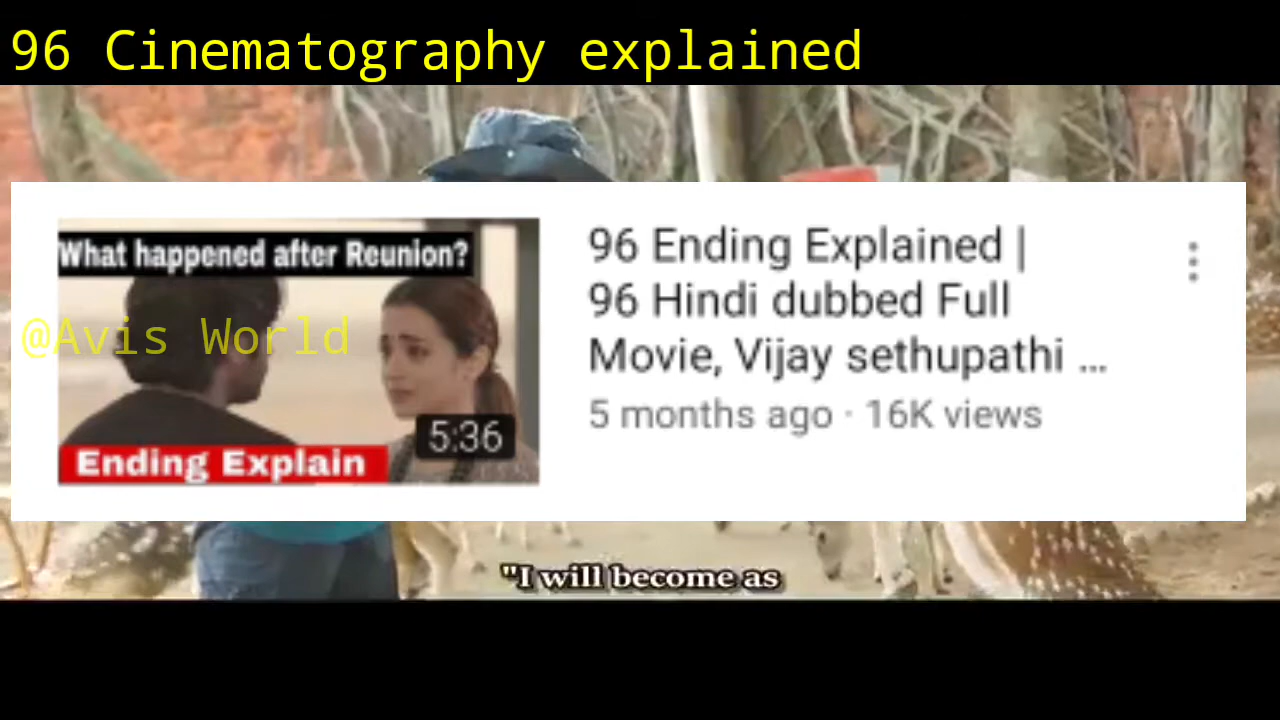 96 Cinematography explained
What happened after Reunion?
@Avis World
5:36
Ending Explain
96 Ending Explained |
96 Hindi dubbed Full
Movie, Vijay sethupathi ...
5 months ago · 16K views
"I will become as